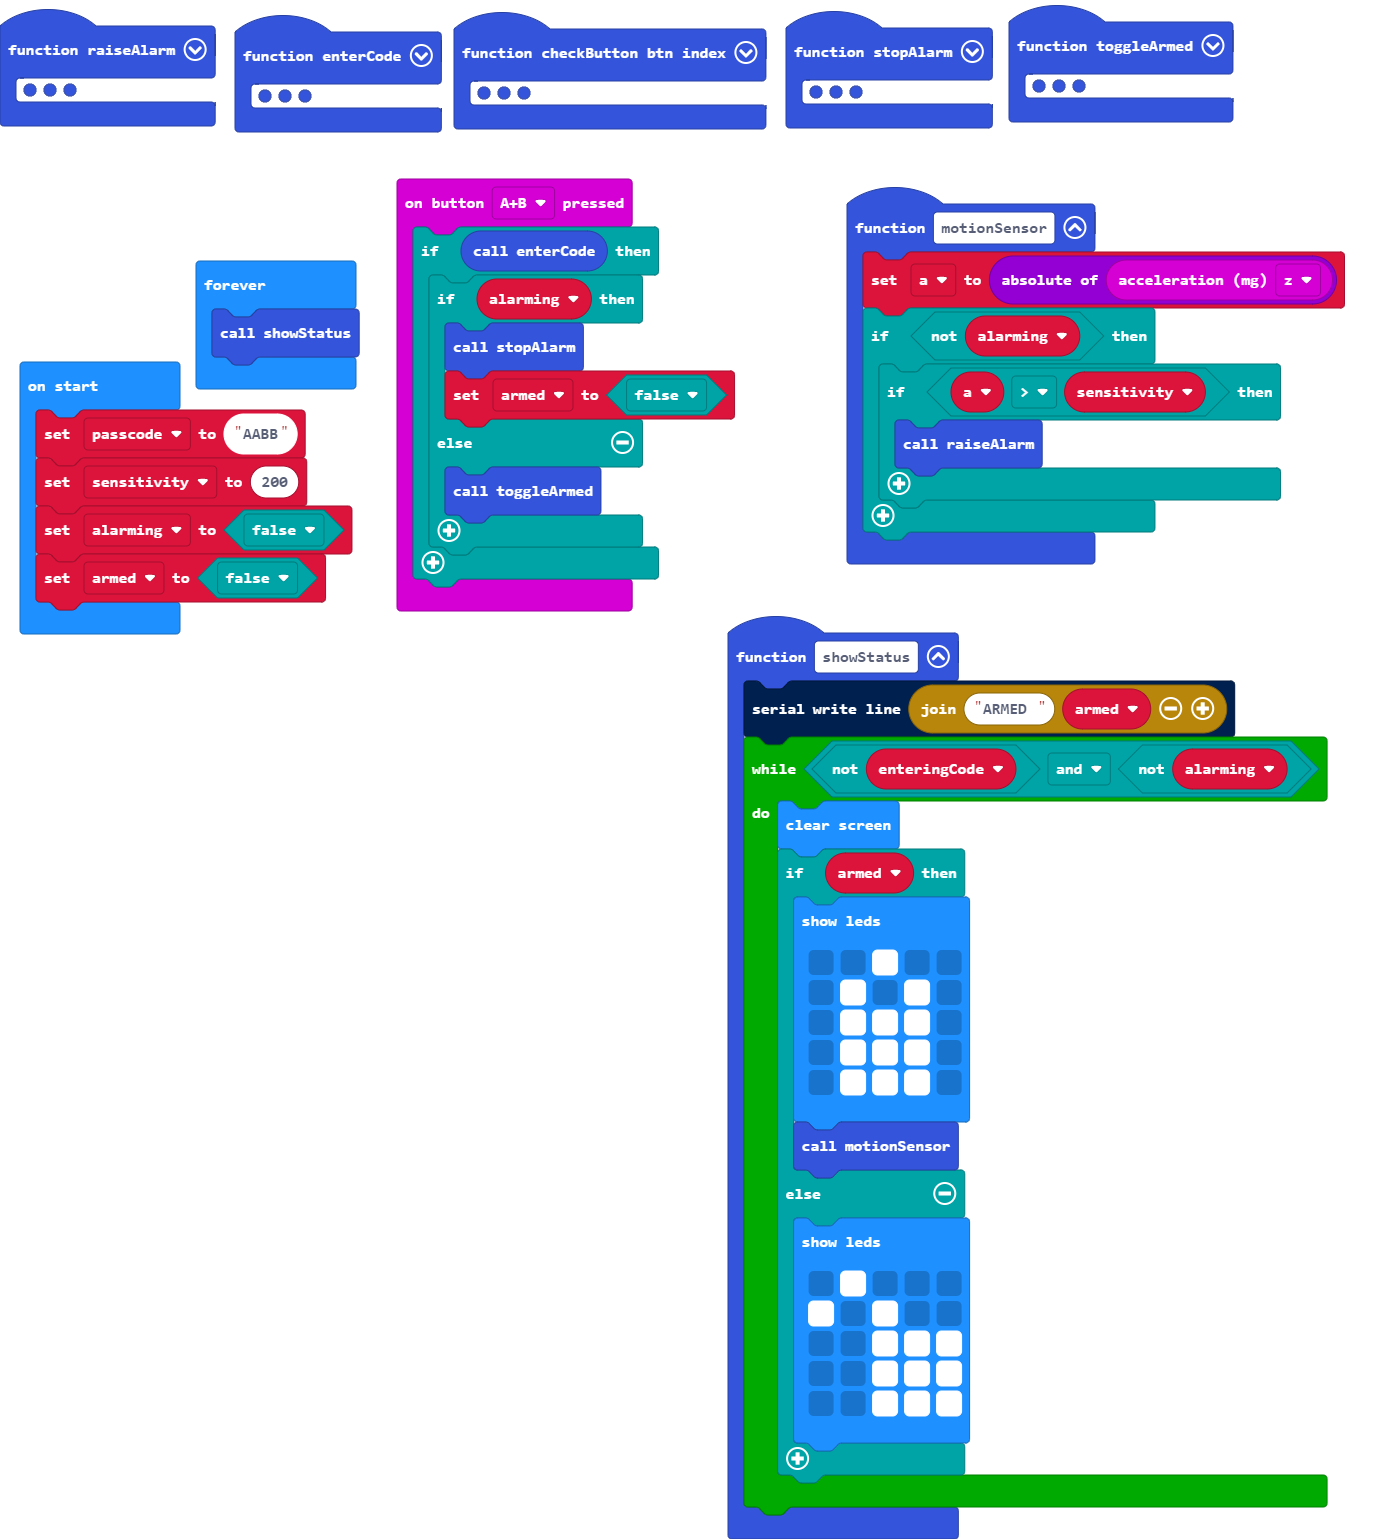 function raiseAlarm
function enterCode
function checkButton btn index
function stopAlarm
function toggleArmed
on button A+B pressed
if call enterCode then
if alarming then
call stopAlarm
set armed to false
else
call toggleArmed
function motionSensor
set a to absolute of acceleration (mg) z
if not alarming then
if a > sensitivity then
call raiseAlarm
forever
call showStatus
on start
set passcode to "AABB"
set sensitivity to 200
set alarming to false
set armed to false
function showStatus
serial write line join "ARMED " armed
while not enteringCode and not alarming
do
clear screen
if armed then
show leds
call motionSensor
else
show leds